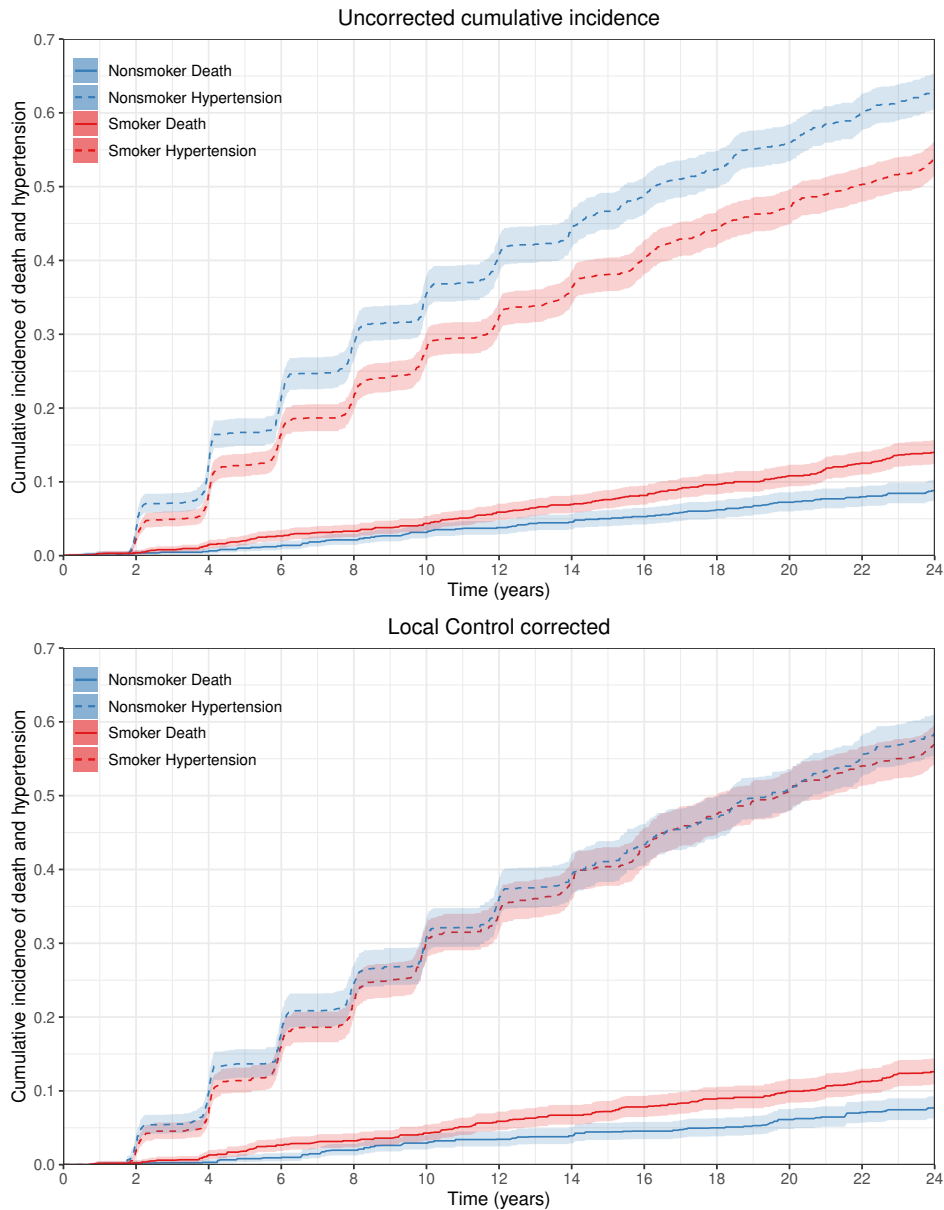 Uncorrected cumulative incidence
Cumulative incidence of death and hypertension
0.7
0.6
0.5
0.4
0.3
0.2
0.1
0.0
Nonsmoker Death
Nonsmoker Hypertension
Smoker Death
Smoker Hypertension
0 2 4 6 8 10 12 14 16 18 20 22 24
Time (years)
Local Control corrected
Cumulative incidence of death and hypertension
0.7
0.6
0.5
0.4
0.3
0.2
0.1
0.0
Nonsmoker Death
Nonsmoker Hypertension
Smoker Death
Smoker Hypertension
0 2 4 6 8 10 12 14 16 18 20 22 24
Time (years)